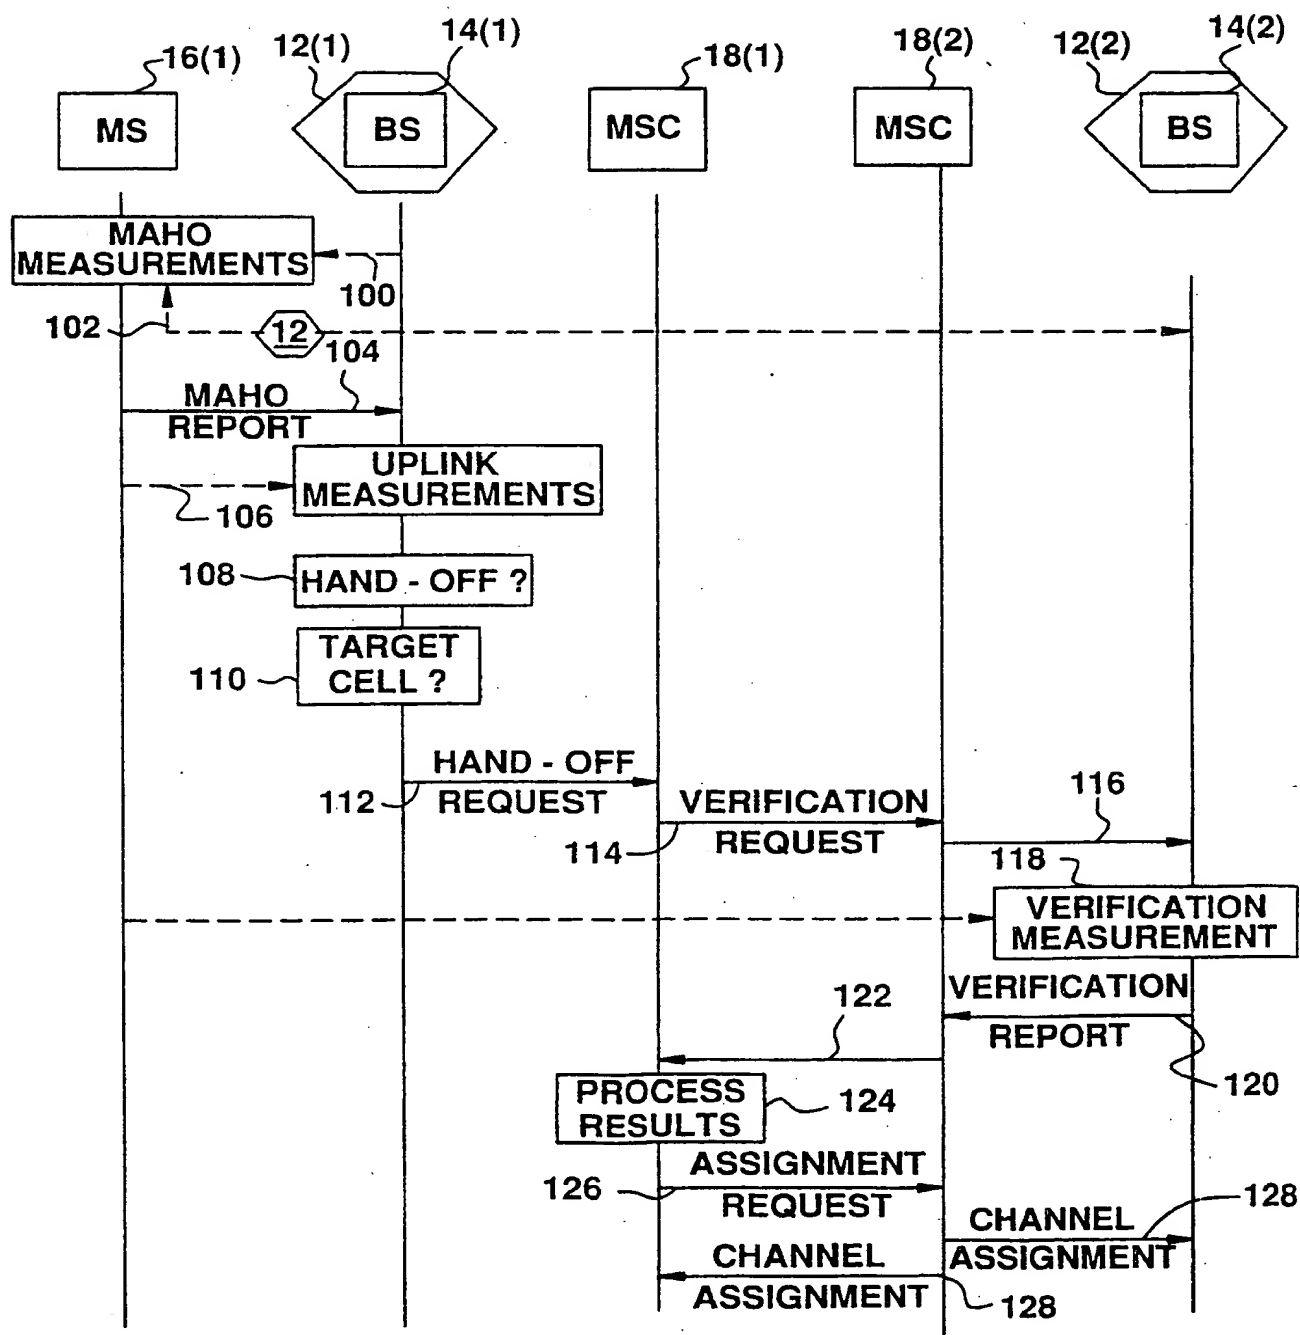 16(1)
12(1)
14(1)
18(1)
18(2)
12(2)
14(2)
MS
BS
MSC
MSC
BS
MAHO
MEASUREMENTS
100
102
12
104
MAHO
REPORT
UPLINK
MEASUREMENTS
106
108
HAND - OFF ?
TARGET
CELL ?
110
HAND - OFF
REQUEST
112
VERIFICATION
REQUEST
114
116
118
VERIFICATION
MEASUREMENT
VERIFICATION
REPORT
120
122
PROCESS
RESULTS
124
ASSIGNMENT
REQUEST
126
CHANNEL
ASSIGNMENT
128
CHANNEL
ASSIGNMENT
128